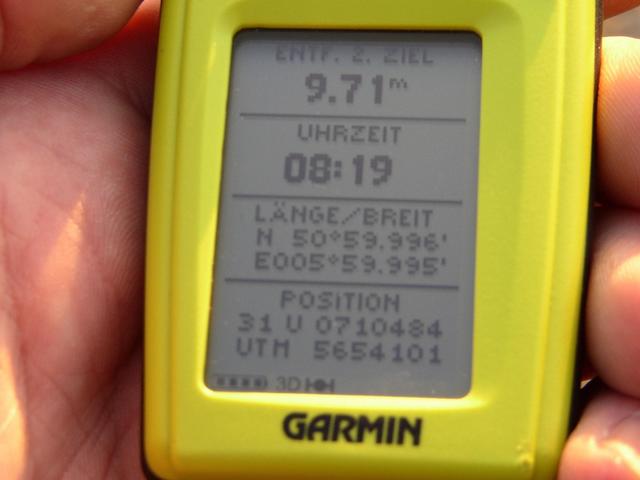 ENTF. 2. ZIEL
9.71m
UHRZEIT
08:19
LÄNGE/BREIT
N 50°59.996'
E005°59.995'
POSITION
31 U 0710484
UTM 5654101
3D
GARMIN